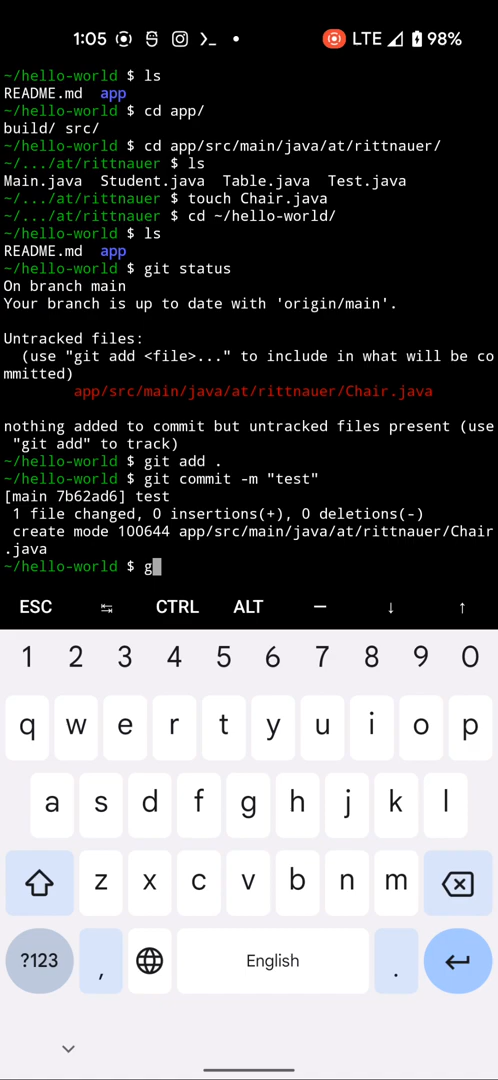 1:05 LTE 98%
~/hello-world $ ls
README.md  app
~/hello-world $ cd app/
build/ src/
~/hello-world $ cd app/src/main/java/at/rittnauer/
~/.../at/rittnauer $ ls
Main.java  Student.java  Table.java  Test.java
~/.../at/rittnauer $ touch Chair.java
~/.../at/rittnauer $ cd ~/hello-world/
~/hello-world $ ls
README.md  app
~/hello-world $ git status
On branch main
Your branch is up to date with 'origin/main'.
Untracked files:
  (use "git add <file>..." to include in what will be co
mmitted)
        app/src/main/java/at/rittnauer/Chair.java
nothing added to commit but untracked files present (use
 "git add" to track)
~/hello-world $ git add .
~/hello-world $ git commit -m "test"
[main 7b62ad6] test
 1 file changed, 0 insertions(+), 0 deletions(-)
 create mode 100644 app/src/main/java/at/rittnauer/Chair
.java
~/hello-world $ g
ESC CTRL ALT — ↓ ↑
1 2 3 4 5 6 7 8 9 0
q w e r t y u i o p
a s d f g h j k l
z x c v b n m
?123 , English .